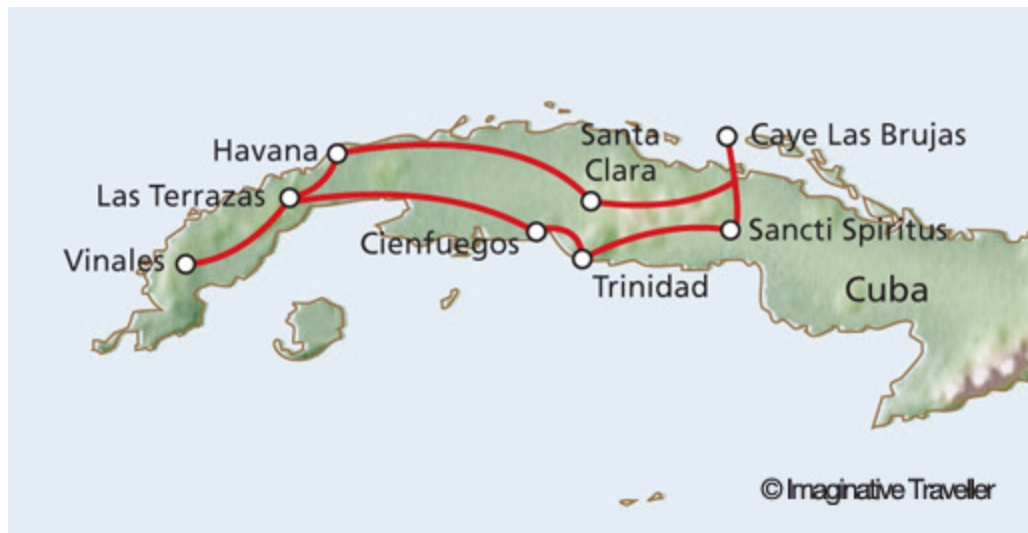 Santa
Clara
Caye Las Brujas
Havana
Las Terrazas
Vinales
Cienfuegos
Sancti Spiritus
Trinidad
Cuba
© Imaginative Traveller